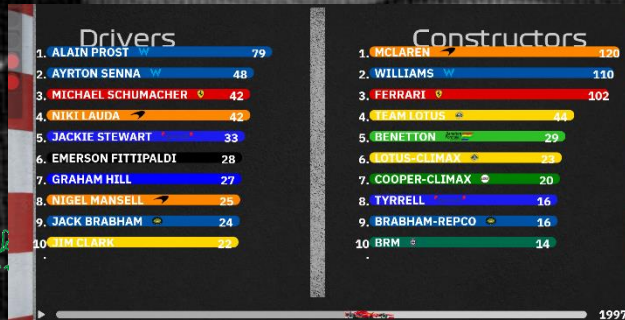 Drivers
1. ALAIN PROST 79
2. AYRTON SENNA 48
3. MICHAEL SCHUMACHER 42
4. NIKI LAUDA 42
5. JACKIE STEWART 33
6. EMERSON FITTIPALDI 28
7. GRAHAM HILL 27
8. NIGEL MANSELL 25
9. JACK BRABHAM 24
10 JIM CLARK 22
.
Constructors
1. MCLAREN 120
2. WILLIAMS 110
3. FERRARI 102
4. TEAM LOTUS 44
5. BENETTON 29
6. LOTUS-CLIMAX 23
7. COOPER-CLIMAX 20
8. TYRRELL 16
9. BRABHAM-REPCO 16
10 BRM 14
.
1997